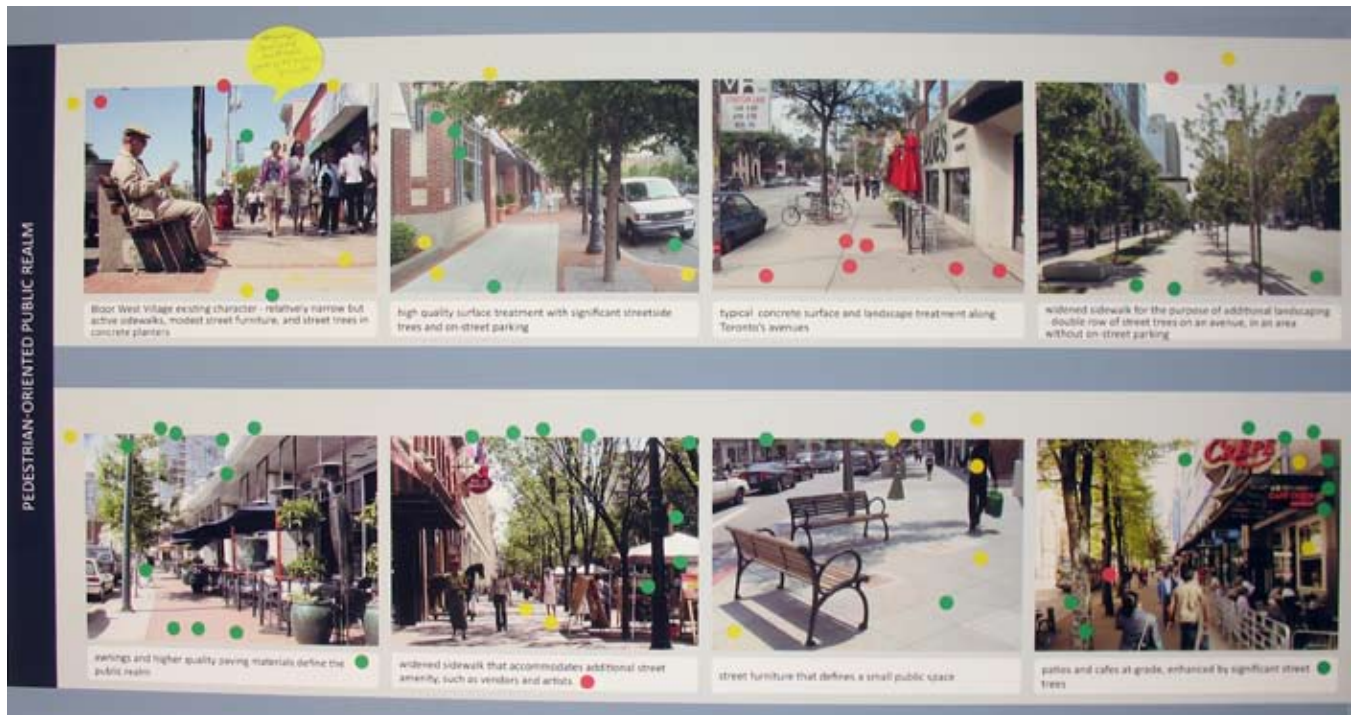 PEDESTRIAN-ORIENTED PUBLIC REALM
Bloor West Village existing character - relatively narrow but
active sidewalks, modest street furniture, and street trees in
concrete planters
high quality surface treatment with significant streetside
trees and on-street parking
typical concrete surface and landscape treatment along
Toronto's avenues
widened sidewalk for the purpose of additional landscaping
double row of street trees on an avenue, in an area
without on-street parking
awnings and higher quality paving materials define the
public realm
widened sidewalk that accommodates additional street
amenity, such as vendors and artists
street furniture that defines a small public space
patios and cafes at grade, enhanced by significant street
trees